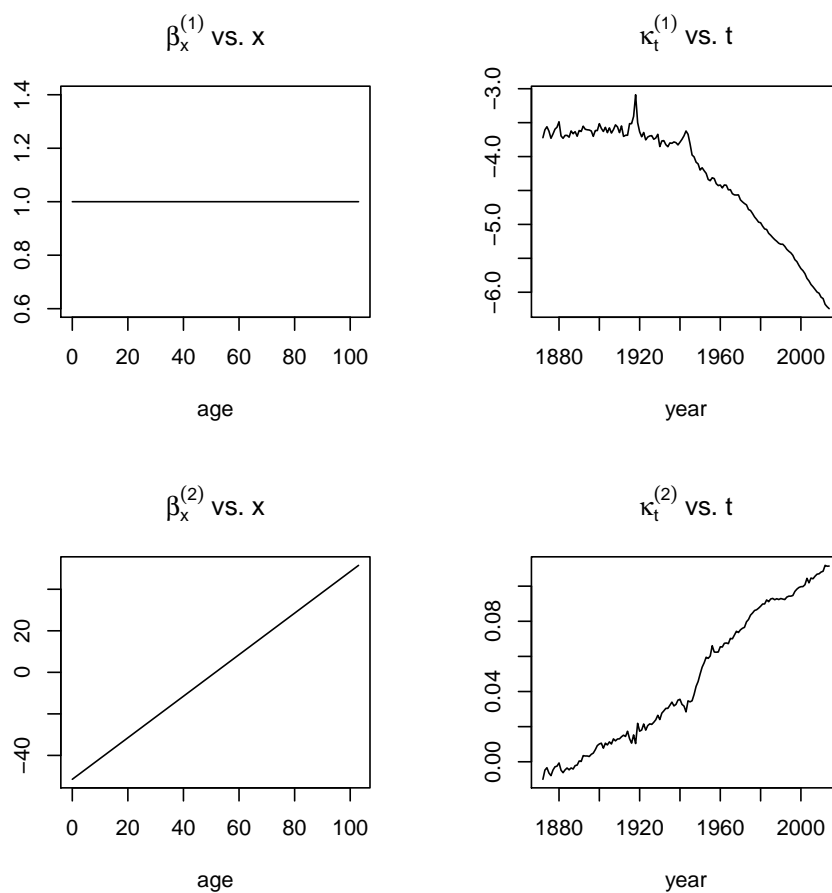 β_x^(1) vs. x
0.6 0.8 1.0 1.2 1.4
0 20 40 60 80 100
age
κ_t^(1) vs. t
−6.0 −5.0 −4.0 −3.0
1880 1920 1960 2000
year
β_x^(2) vs. x
−40 0 20
0 20 40 60 80 100
age
κ_t^(2) vs. t
0.00 0.04 0.08
1880 1920 1960 2000
year